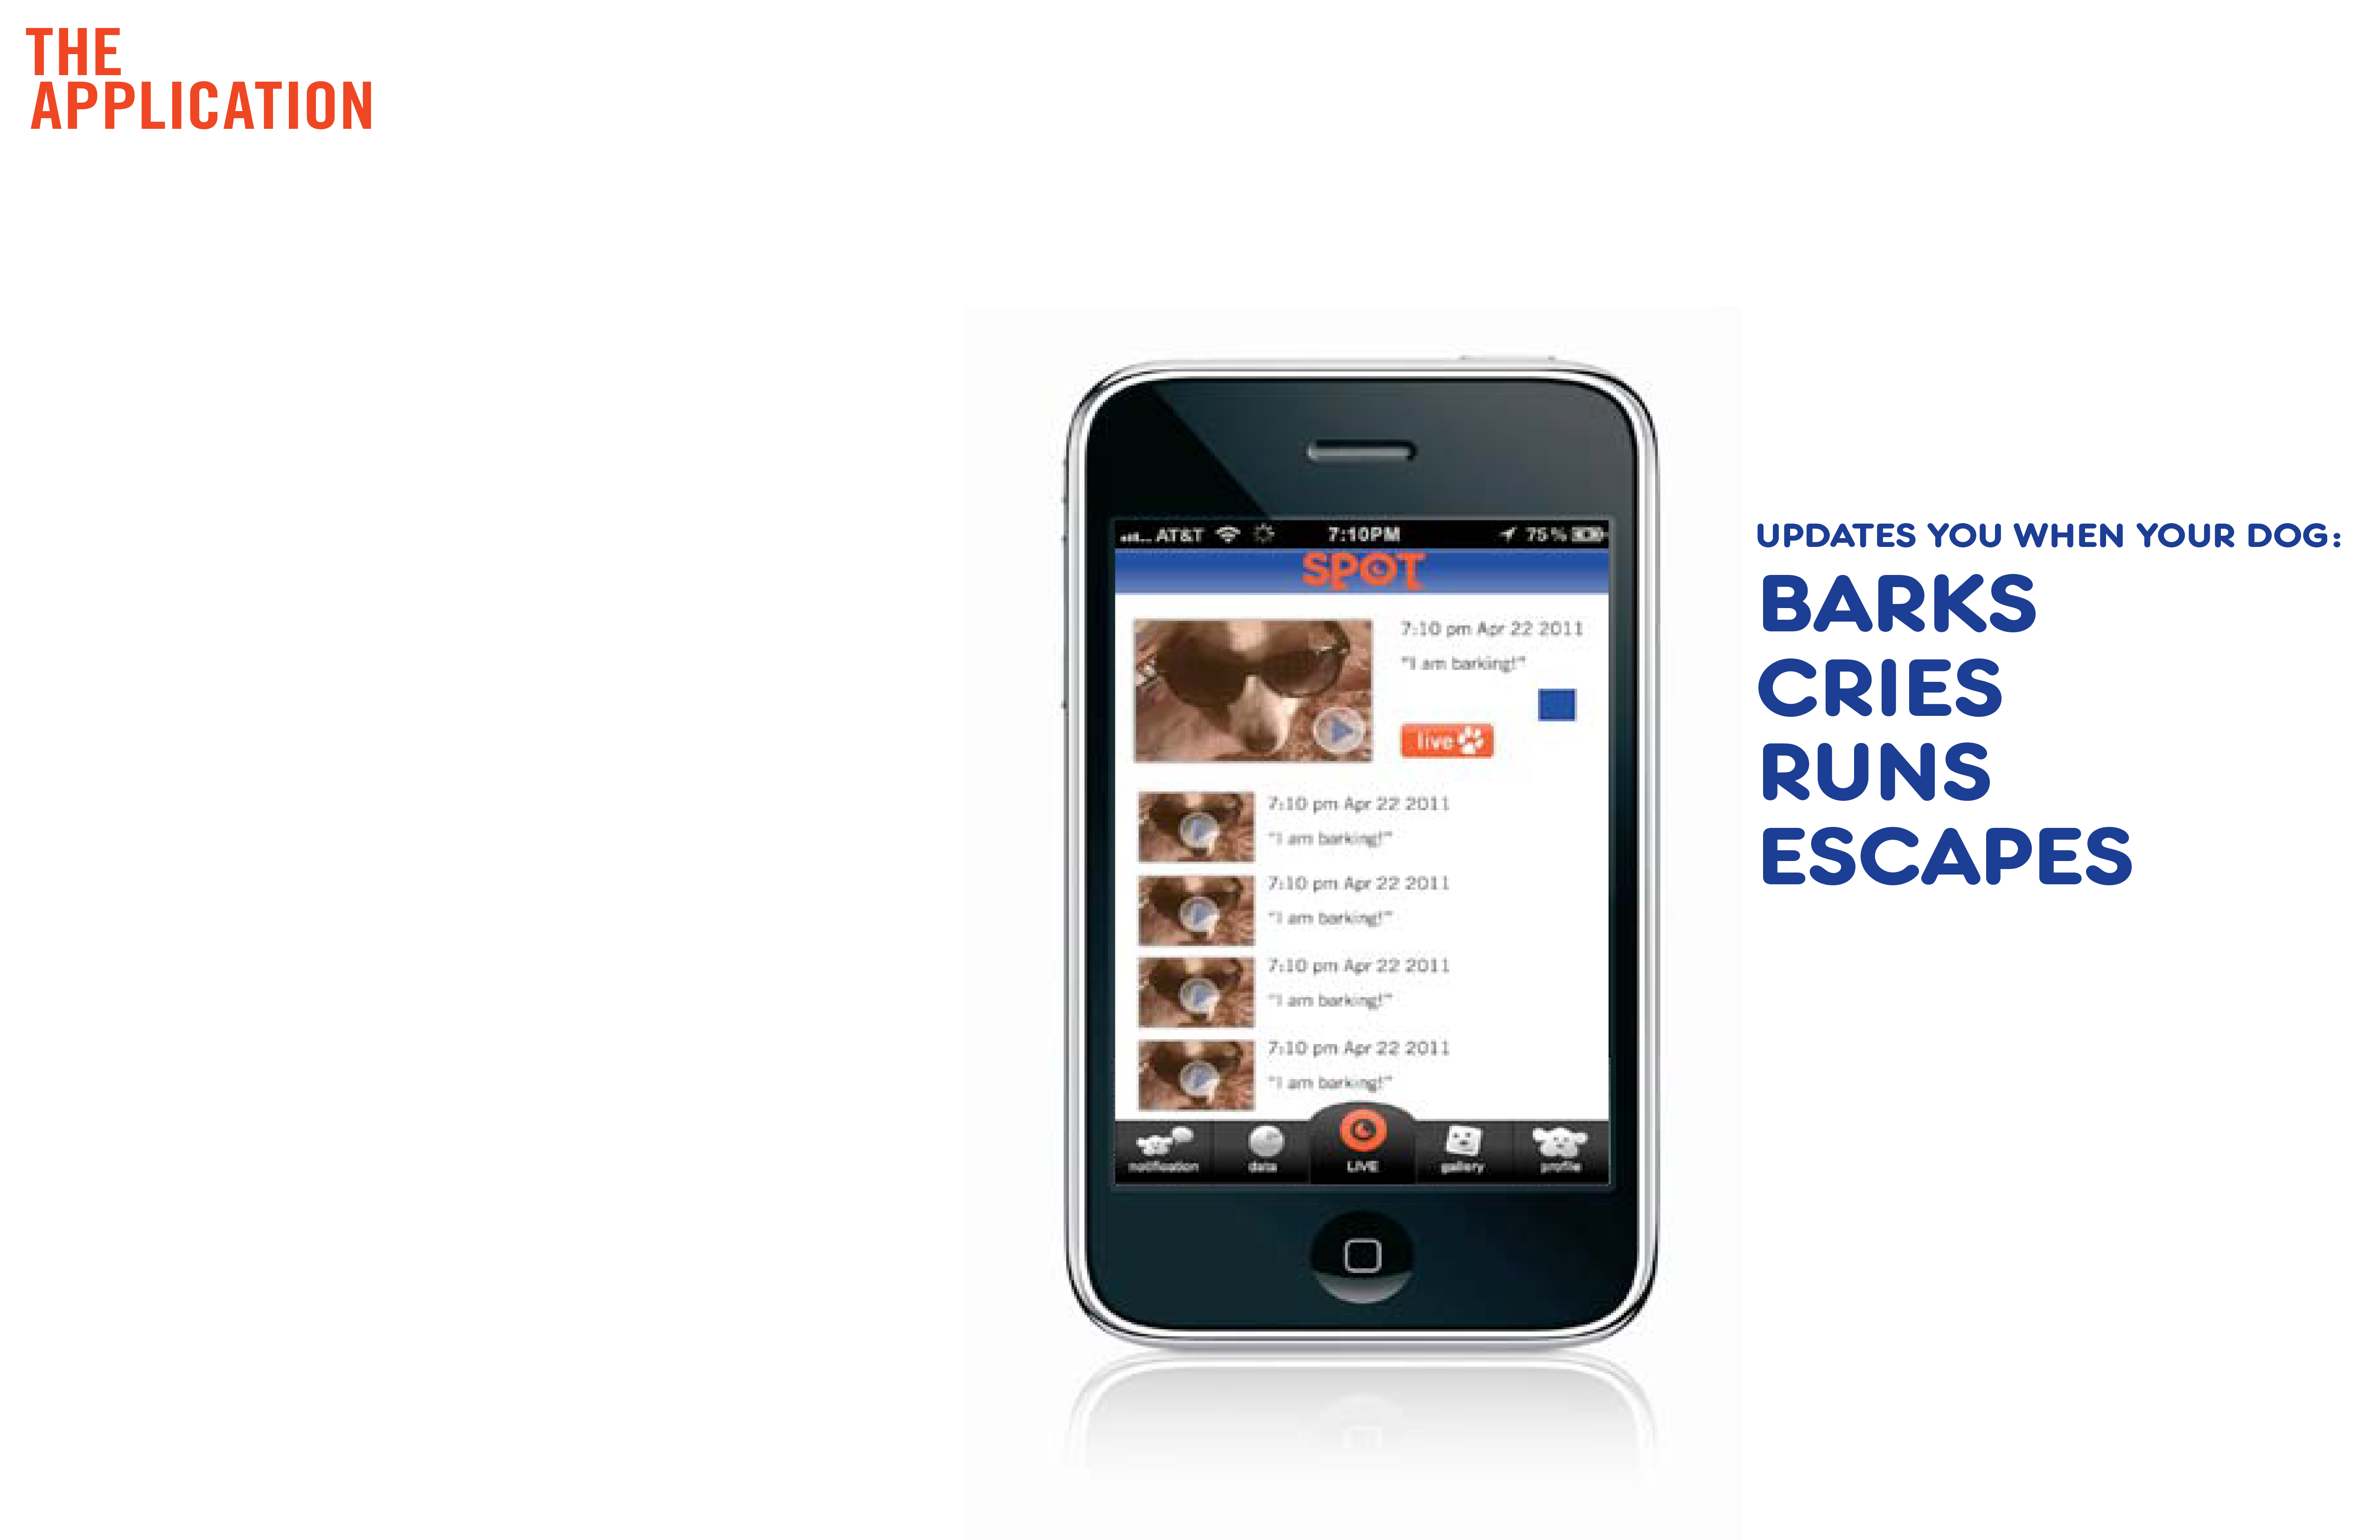 THE
APPLICATION
AT&T 7:10PM 75%
SPOT
7:10 pm Apr 22 2011
"I am barking!"
live
7:10 pm Apr 22 2011
"I am barking!"
7:10 pm Apr 22 2011
"I am barking!"
7:10 pm Apr 22 2011
"I am barking!"
7:10 pm Apr 22 2011
"I am barking!"
notification data LIVE gallery profile
UPDATES YOU WHEN YOUR DOG:
BARKS
CRIES
RUNS
ESCAPES